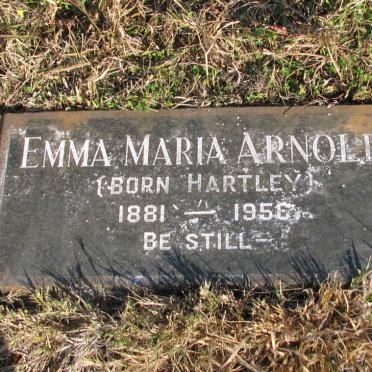 EMMA MARIA ARNOLD
(BORN HARTLEY)
1881 — 1956
BE STILL